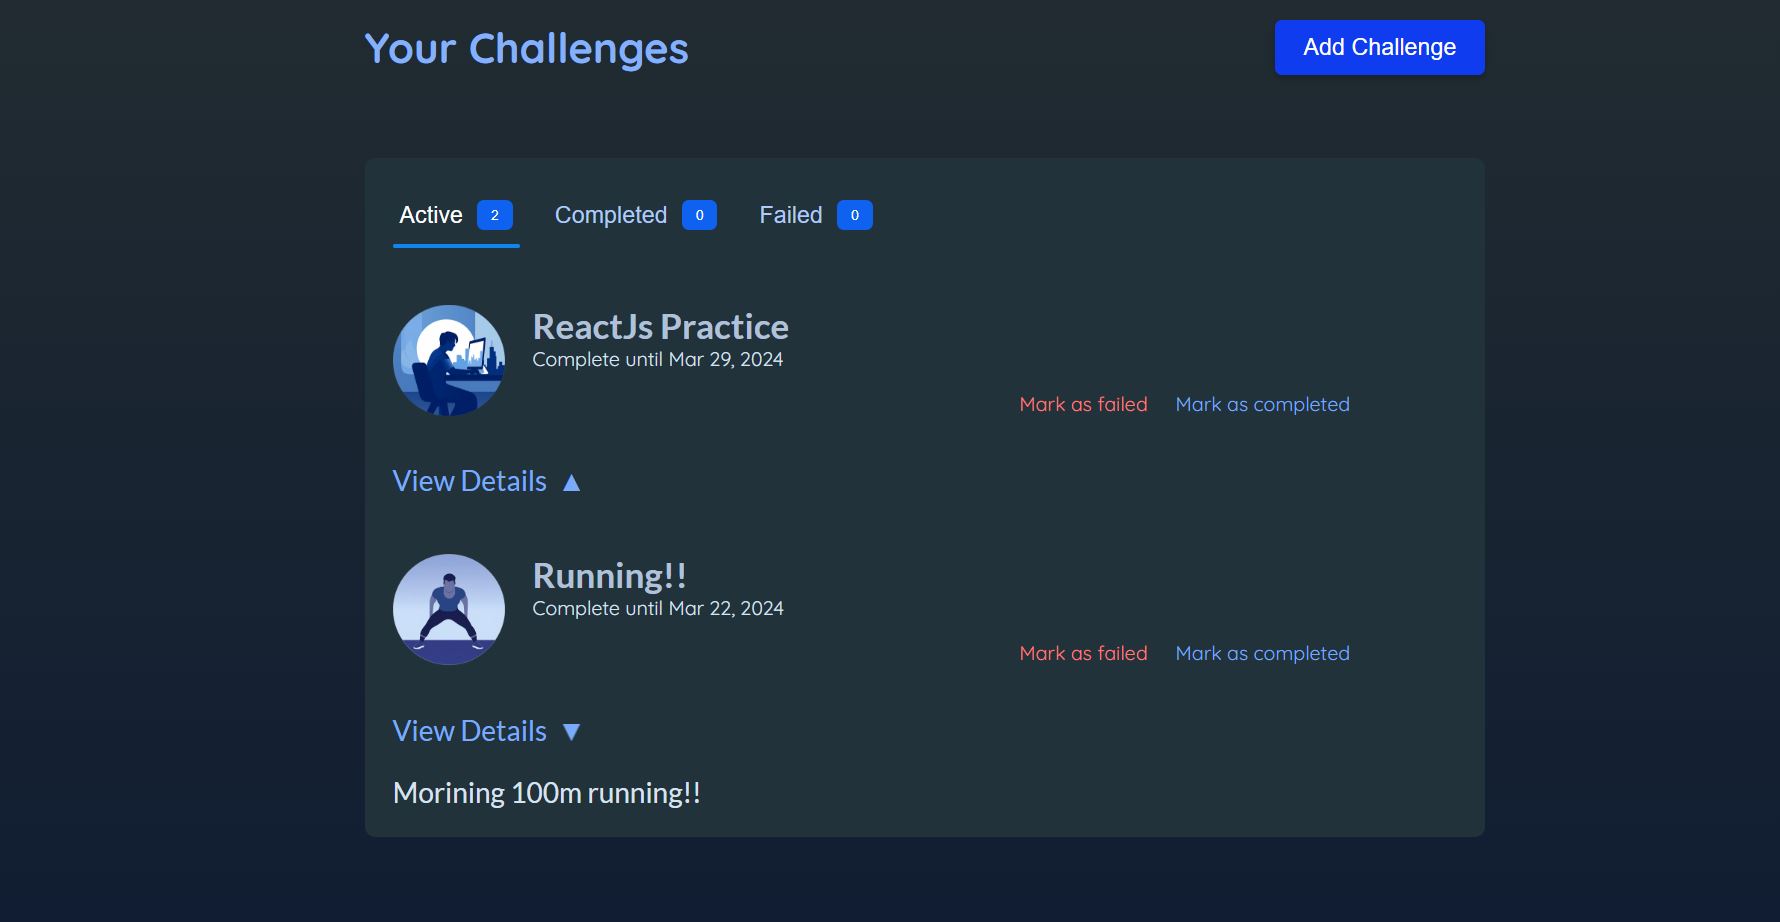 Your Challenges
Add Challenge
Active 2 Completed 0 Failed 0
ReactJs Practice
Complete until Mar 29, 2024
Mark as failed Mark as completed
View Details ▲
Running!!
Complete until Mar 22, 2024
Mark as failed Mark as completed
View Details ▼
Morining 100m running!!